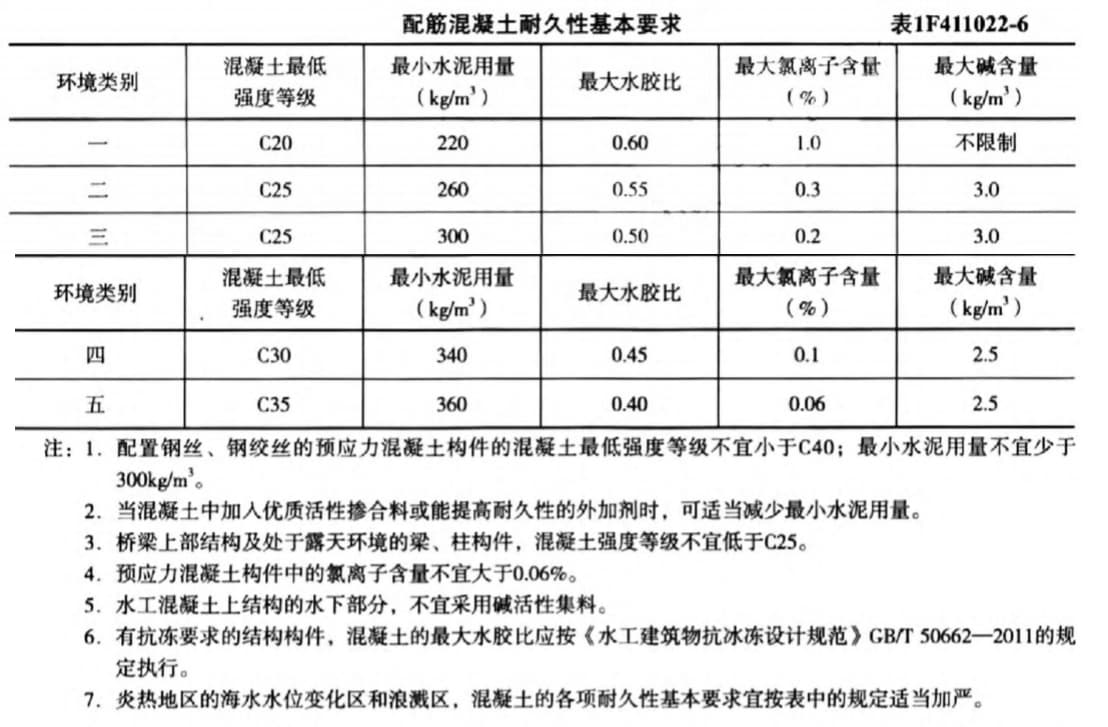 配筋混凝土耐久性基本要求 表1F411022-6
环境类别 混凝土最低强度等级 最小水泥用量（kg/m³） 最大水胶比 最大氯离子含量（%） 最大碱含量（kg/m³）
一 C20 220 0.60 1.0 不限制
二 C25 260 0.55 0.3 3.0
三 C25 300 0.50 0.2 3.0
环境类别 混凝土最低强度等级 最小水泥用量（kg/m³） 最大水胶比 最大氯离子含量（%） 最大碱含量（kg/m³）
四 C30 340 0.45 0.1 2.5
五 C35 360 0.40 0.06 2.5
注：1．配置钢丝、钢绞丝的预应力混凝土构件的混凝土最低强度等级不宜小于C40；最小水泥用量不宜少于
300kg/m³。
2．当混凝土中加入优质活性掺合料或能提高耐久性的外加剂时，可适当减少最小水泥用量。
3．桥梁上部结构及处于露天环境的梁、柱构件，混凝土强度等级不宜低于C25。
4．预应力混凝土构件中的氯离子含量不宜大于0.06%。
5．水工混凝土上结构的水下部分，不宜采用碱活性集料。
6．有抗冻要求的结构构件，混凝土的最大水胶比应按《水工建筑物抗冰冻设计规范》GB/T 50662—2011的规
定执行。
7．炎热地区的海水水位变化区和浪溅区，混凝土的各项耐久性基本要求宜按表中的规定适当加严。